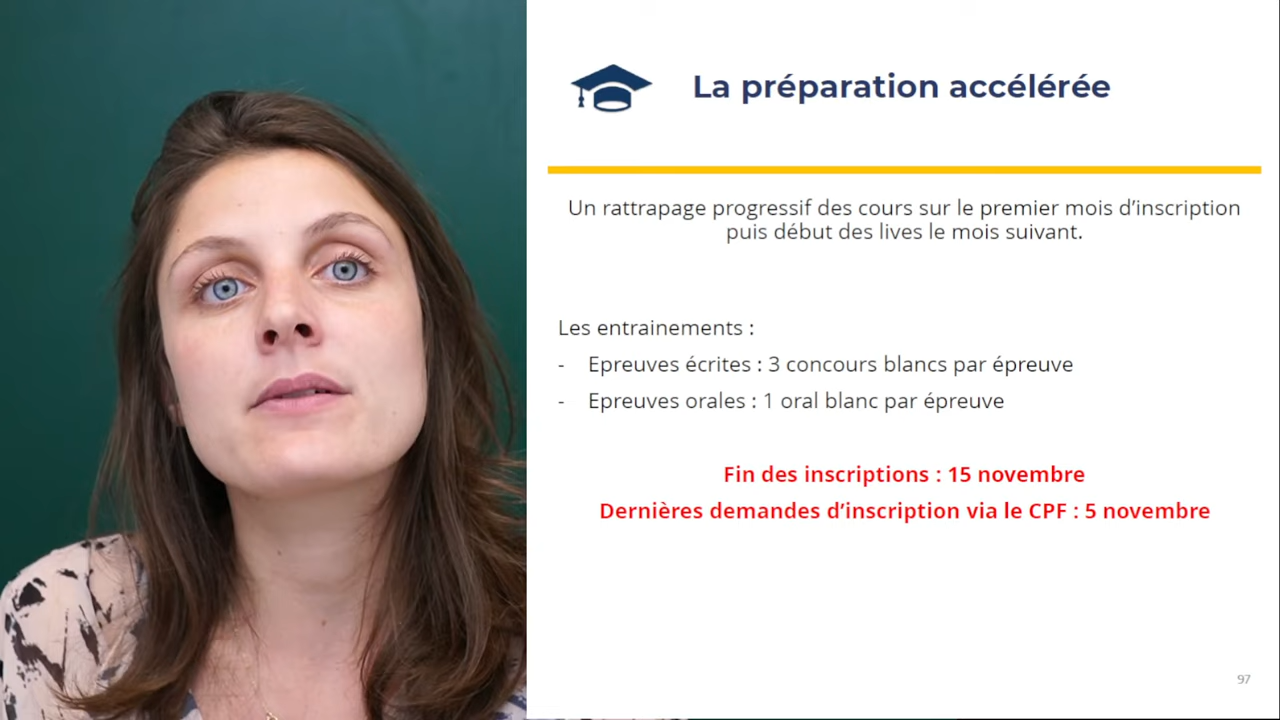 La préparation accélérée
Un rattrapage progressif des cours sur le premier mois d’inscription
puis début des lives le mois suivant.
Les entrainements :
- Epreuves écrites : 3 concours blancs par épreuve
- Epreuves orales : 1 oral blanc par épreuve
Fin des inscriptions : 15 novembre
Dernières demandes d’inscription via le CPF : 5 novembre
97